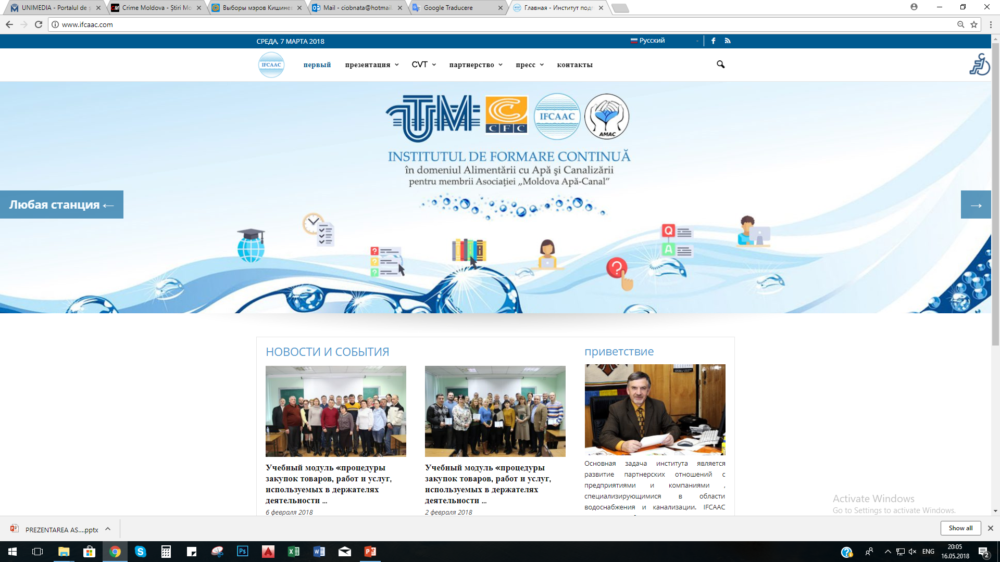 UNIMEDIA - Portalul de ș
Crime Moldova - Știri Mo
Выборы мэров Кишинев
Mail - ciobnata@hotmail.
Google Traducere
Главная - Институт подг
www.ifcaac.com
СРЕДА, 7 МАРТА 2018
Русский
IFCAAC
первый
презентация
CVT
партнерство
пресс
контакты
UTM
CFC
IFCAAC
AMAC
INSTITUTUL DE FORMARE CONTINUĂ
în domeniul Alimentării cu Apă şi Canalizării
pentru membrii Asociației „Moldova Apă-Canal”
Любая станция ←
→
Q
A
НОВОСТИ И СОБЫТИЯ
Учебный модуль «процедуры
закупок товаров, работ и услуг,
используемых в держателях
деятельности ...
6 февраля 2018
Учебный модуль «процедуры
закупок товаров, работ и услуг,
используемых в держателях
деятельности ...
2 февраля 2018
приветствие
Основная задача института является
развитие партнерских отношений с
предприятиями и компаниями ,
специализирующимися в области
водоснабжения и канализации. IFCAAC
Activate Windows
Go to Settings to activate Windows.
PREZENTAREA AS....pptx
Show all
ENG
20:05
16.05.2018
2